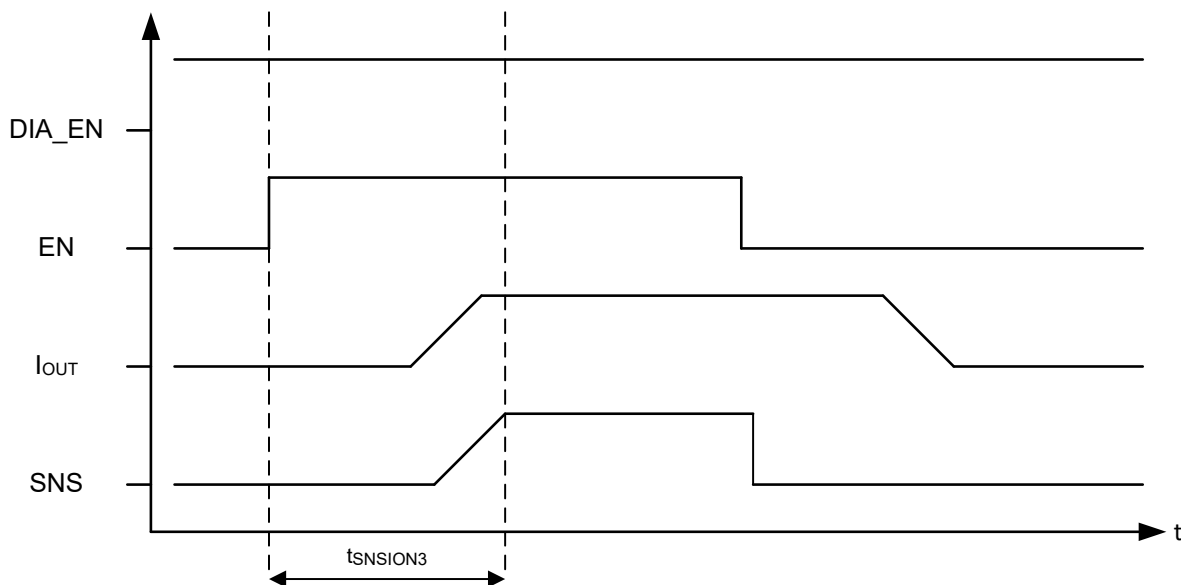 DIA_EN
EN
IOUT
SNS
t
tSNSION3